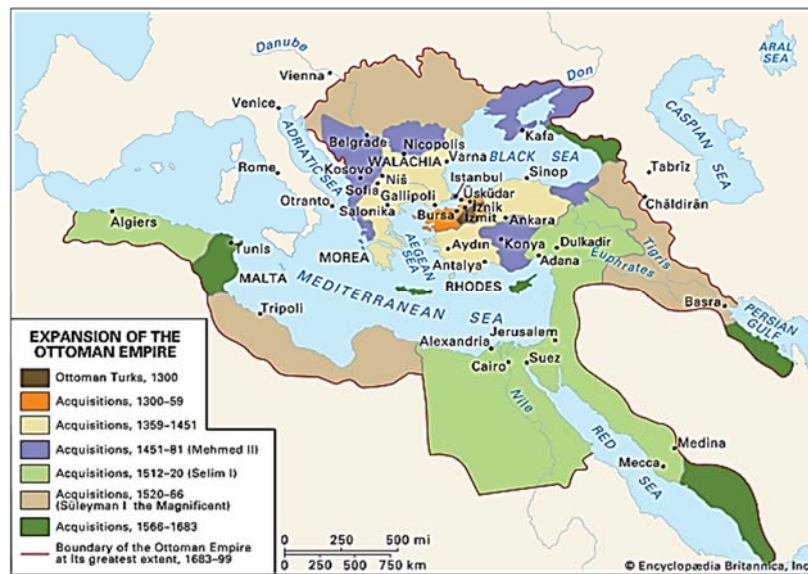 Danube
Vienna
Don
ARAL
SEA
Venice
ADRIATIC SEA
Belgrade
Nicopolis
Kafa
CASPIAN SEA
WALACHIA
Varna
BLACK SEA
Rome
Kosovo
Niš
Istanbul
Sinop
Tabrīz
Sofia
Gallipoli
Üsküdar
Otranto
Salonika
Bursa
İznik
İzmit
Ankara
Chāldirān
Algiers
Aydın
Konya
Dulkadir
Tigris
Tunis
MOREA
AEGEAN
SEA
Antalya
Adana
Euphrates
MALTA
MEDITERRANEAN SEA
RHODES
Tripoli
Baṣra
PERSIAN
GULF
Jerusalem
Alexandria
Cairo
Suez
Nile
RED
SEA
Medina
Mecca
EXPANSION OF THE
OTTOMAN EMPIRE
Ottoman Turks, 1300
Acquisitions, 1300–59
Acquisitions, 1359–1451
Acquisitions, 1451–81 (Mehmed II)
Acquisitions, 1512–20 (Selim I)
Acquisitions, 1520–66
(Süleyman I the Magnificent)
Acquisitions, 1566–1683
Boundary of the Ottoman Empire
at its greatest extent, 1683–99
0 250 500 mi
0 250 500 750 km
© Encyclopædia Britannica, Inc